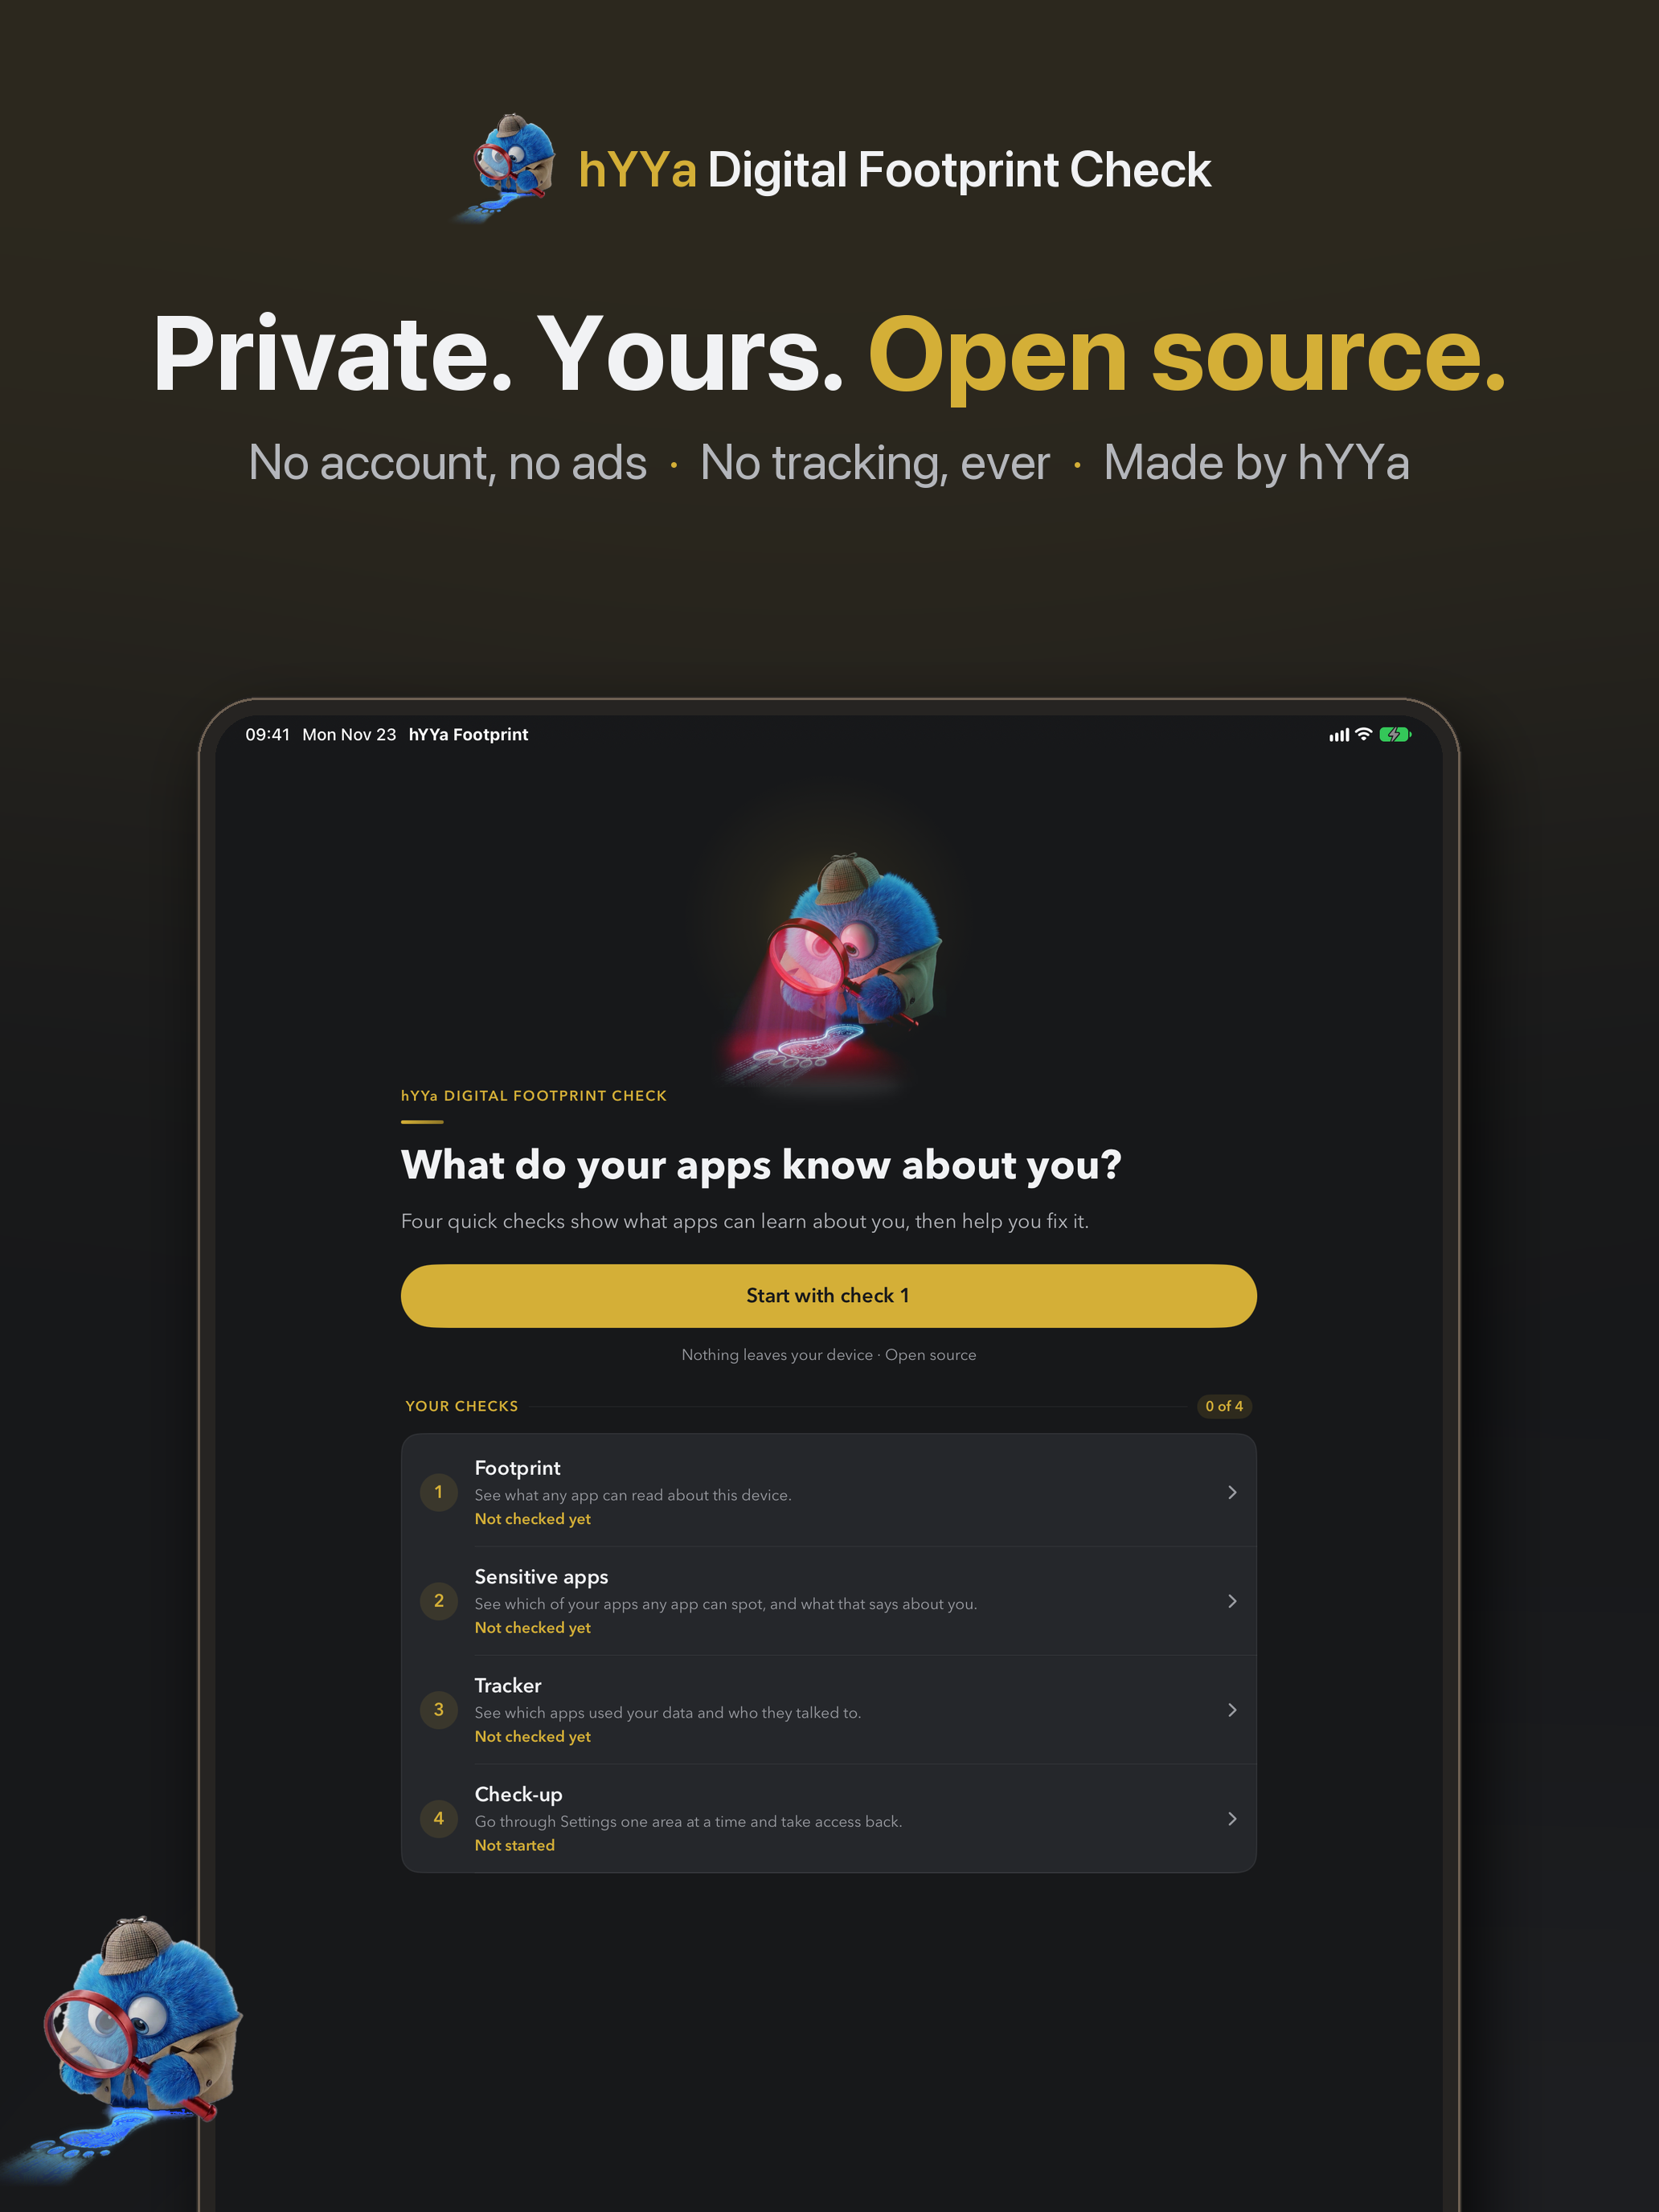 hYYa Digital Footprint Check
Private. Yours. Open source.
No account, no ads · No tracking, ever · Made by hYYa
09:41 Mon Nov 23 hYYa Footprint
hYYa DIGITAL FOOTPRINT CHECK
What do your apps know about you?
Four quick checks show what apps can learn about you, then help you fix it.
Start with check 1
Nothing leaves your device · Open source
YOUR CHECKS
0 of 4
1
Footprint
See what any app can read about this device.
Not checked yet
2
Sensitive apps
See which of your apps any app can spot, and what that says about you.
Not checked yet
3
Tracker
See which apps used your data and who they talked to.
Not checked yet
4
Check-up
Go through Settings one area at a time and take access back.
Not started